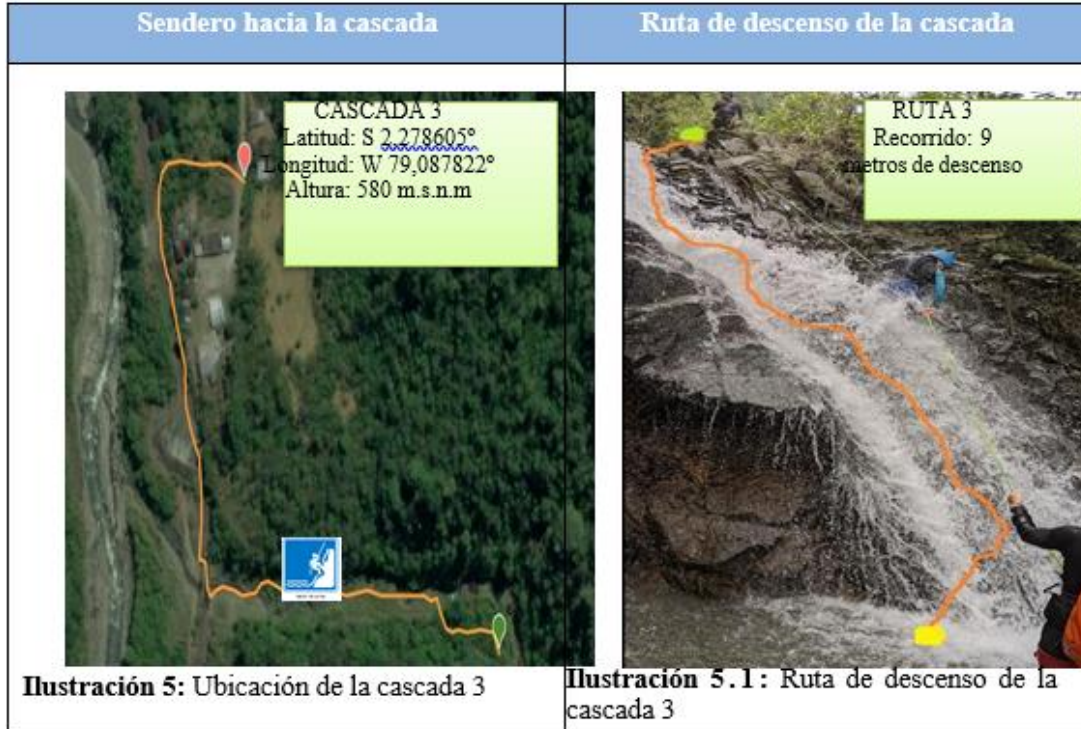 Sendero hacia la cascada
Ruta de descenso de la cascada
CASCADA 3
Latitud: S 2.278605°
Longitud: W 79,087822°
Altura: 580 m.s.n.m
RUTA 3
Recorrido: 9
metros de descenso
Ilustración 5: Ubicación de la cascada 3
Ilustración 5.1: Ruta de descenso de la
cascada 3